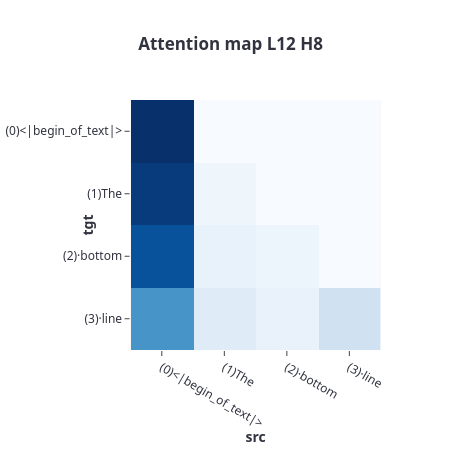 Attention map L12 H8
(0)<|begin_of_text|>
(1)The
(2)·bottom
(3)·line
tgt
(0)<|begin_of_text|>
(1)The
(2)·bottom
(3)·line
src